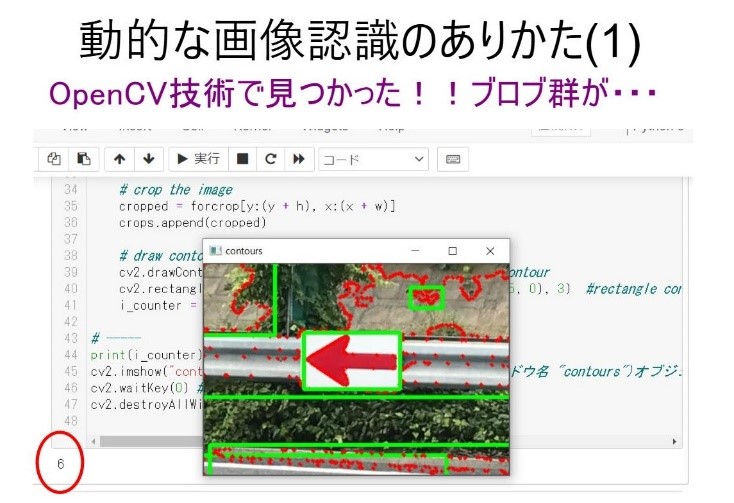 動的な画像認識のありかた(1)
OpenCV技術で見つかった！！ブロブ群が・・・
実行
コード
34 # crop the image
35 cropped = forcrop[y:(y + h), x:(x + w)]
36 crops.append(cropped)
37
contours
38 # draw conto
39 cv2.drawCont ontour
40 cv2.rectangl 5, 0), 3) #rectangle cor
41 i_counter =
42
43 # -----
44 print(i_counter)
45 cv2.imshow("cont ドウ名 "contours")オブジ
46 cv2.waitKey(0) #
47 cv2.destroyAllWi
48
6